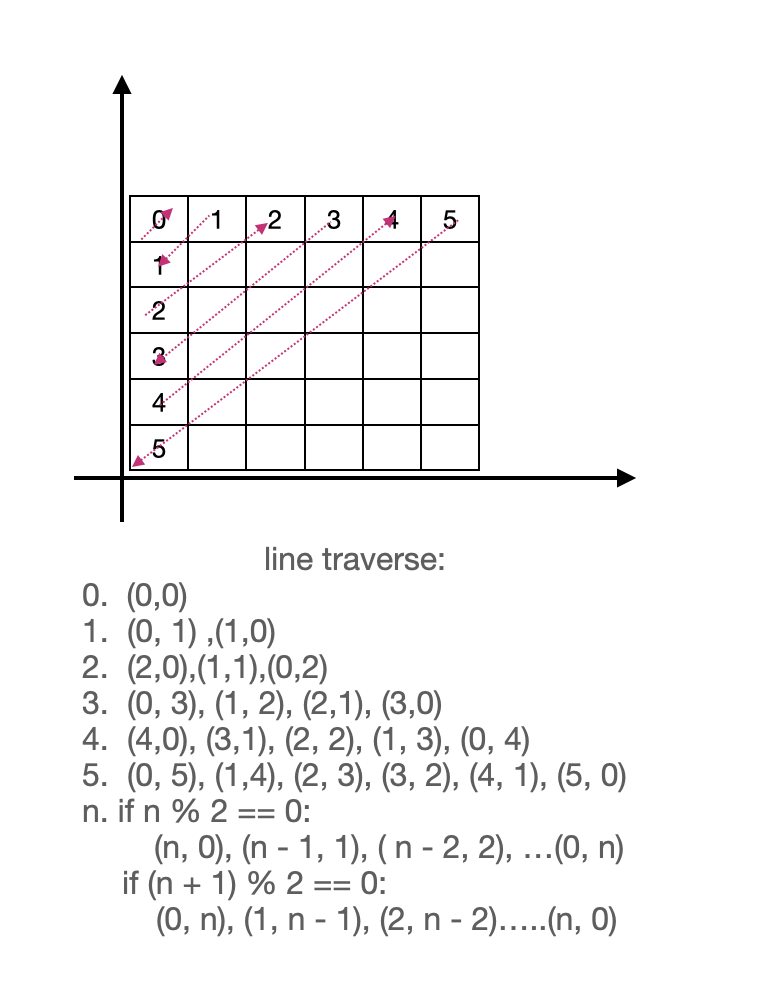 0 1 2 3 4 5
1
2
3
4
5
line traverse:
0. (0,0)
1. (0, 1) ,(1,0)
2. (2,0),(1,1),(0,2)
3. (0, 3), (1, 2), (2,1), (3,0)
4. (4,0), (3,1), (2, 2), (1, 3), (0, 4)
5. (0, 5), (1,4), (2, 3), (3, 2), (4, 1), (5, 0)
n. if n % 2 == 0:
(n, 0), (n - 1, 1), ( n - 2, 2), …(0, n)
if (n + 1) % 2 == 0:
(0, n), (1, n - 1), (2, n - 2)…..(n, 0)